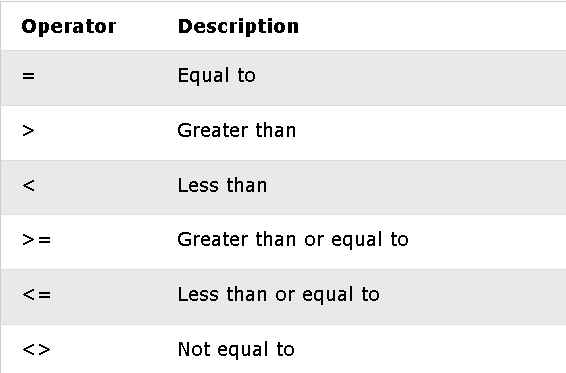 Operator Description
= Equal to
> Greater than
< Less than
>= Greater than or equal to
<= Less than or equal to
<> Not equal to